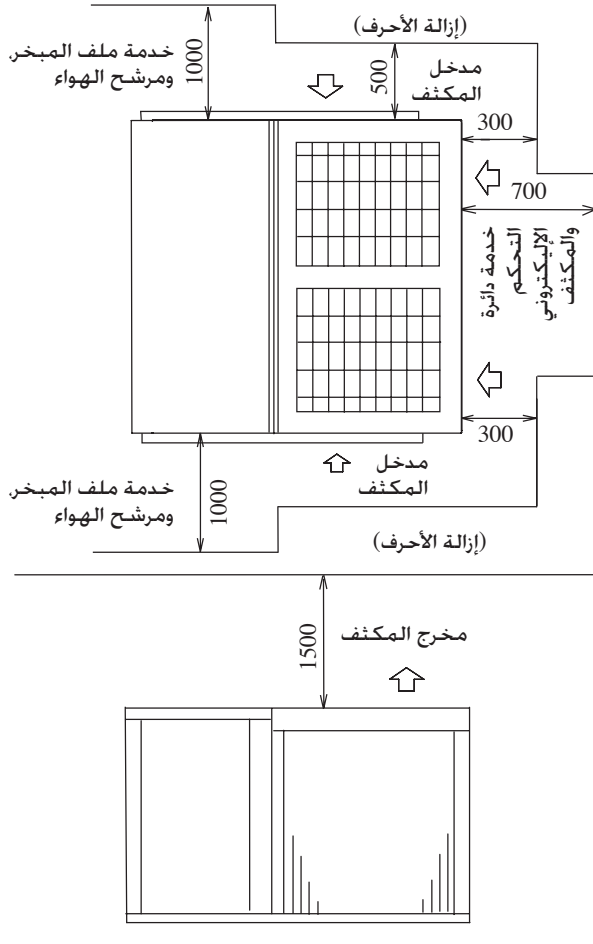 (إزالة الأحرف)
خدمة ملف المبخر،
ومرشح الهواء
1000
500
مدخل
المكثف
300
700
خدمة دائرة
التحكم
الإليكتروني
والمكثف
300
مدخل
المكثف
خدمة ملف المبخر،
ومرشح الهواء
1000
(إزالة الأحرف)
1500
مخرج المكثف